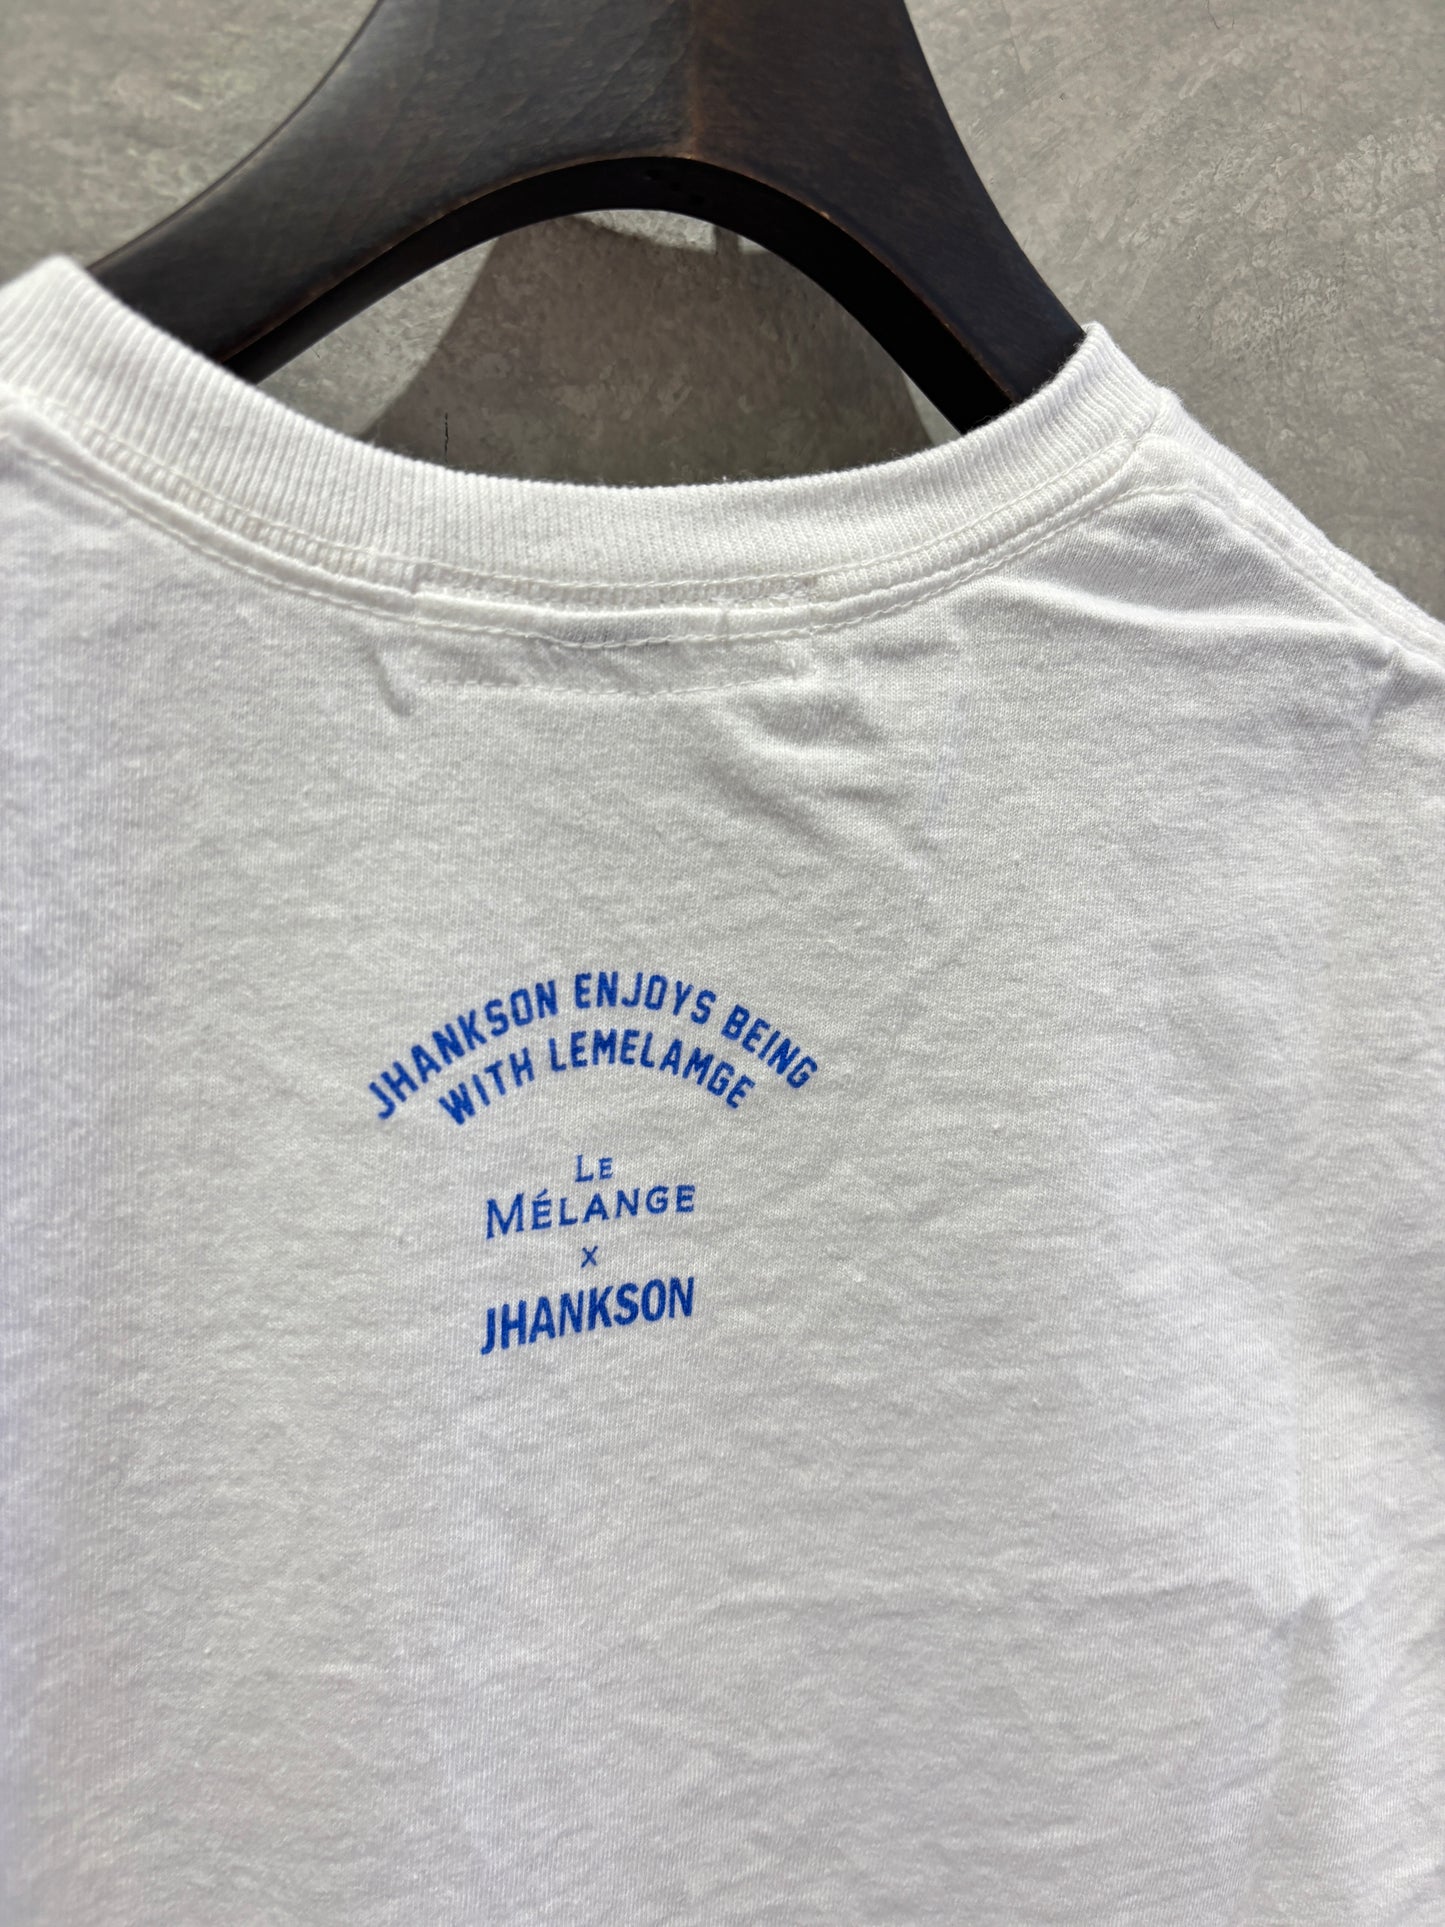 JHANKSON ENJOYS BEING
WITH LEMELAMGE
LE
MÉLANGE
x
JHANKSON